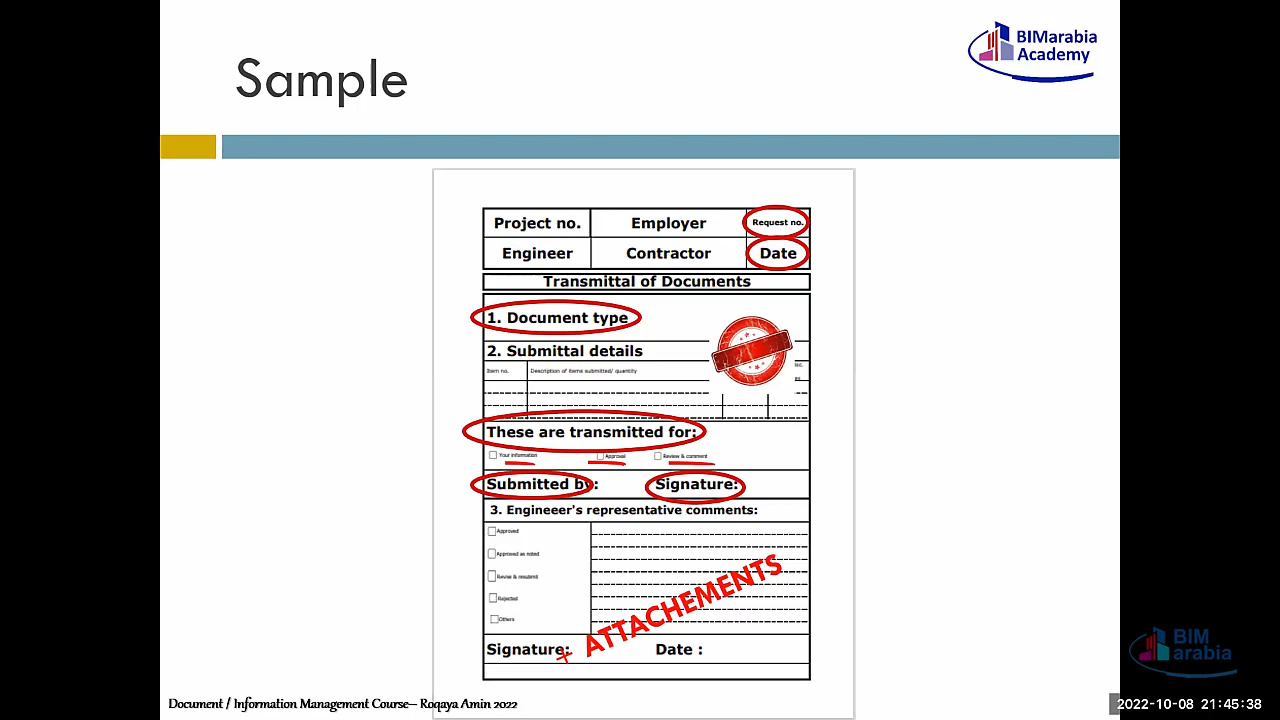 BIMarabia
Academy
Sample
Project no. Employer Request no.
Engineer Contractor Date
Transmittal of Documents
1. Document type
2. Submittal details
Item no. Description of items submitted/ quantity
These are transmitted for:
Your information Approval Review & comment
Submitted by: Signature:
3. Engineeer's representative comments:
Approved
Approved as noted
Revise & resubmit
Rejected
Others
+ ATTACHEMENTS
Signature: Date :
BIM
arabia
Document / Information Management Course– Roqaya Amin 2022
2022-10-08 21:45:38